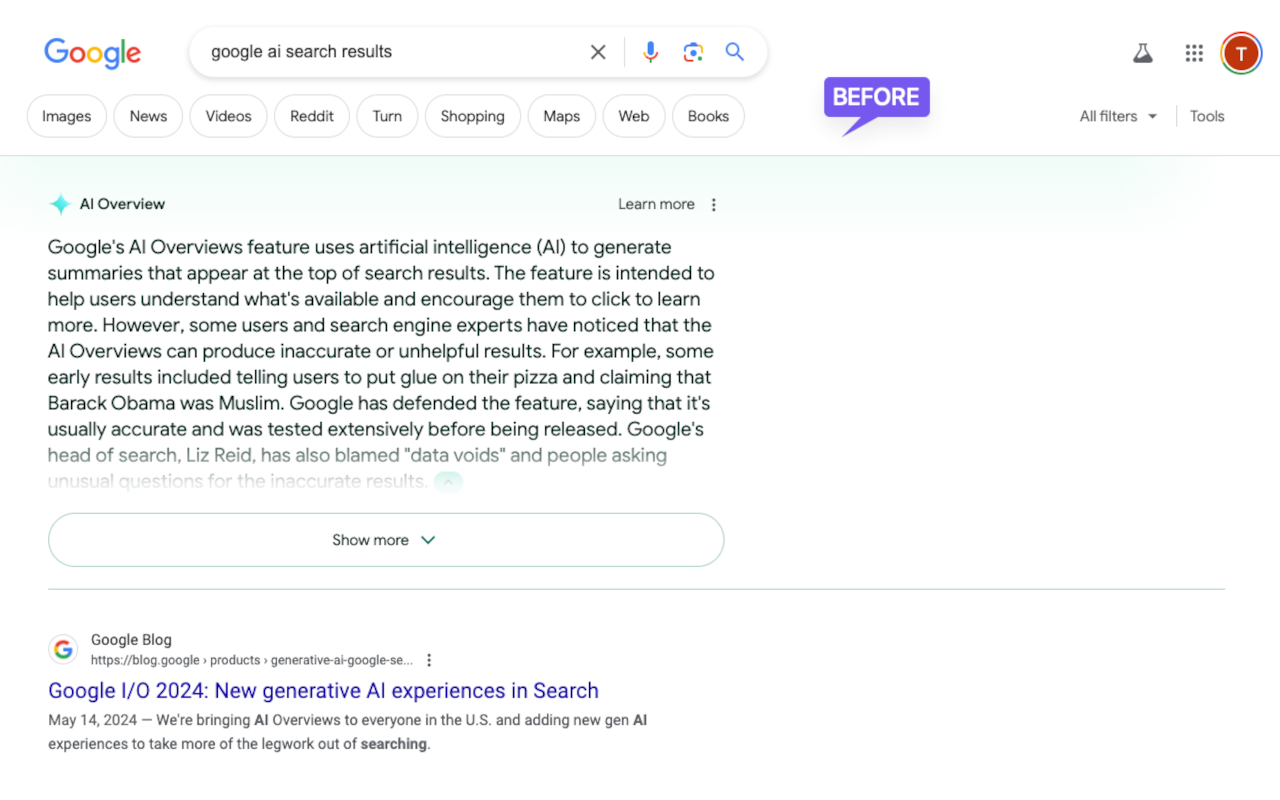 Google
google ai search results
T
BEFORE
Images
News
Videos
Reddit
Turn
Shopping
Maps
Web
Books
All filters
Tools
AI Overview
Learn more
Google's AI Overviews feature uses artificial intelligence (AI) to generate
summaries that appear at the top of search results. The feature is intended to
help users understand what's available and encourage them to click to learn
more. However, some users and search engine experts have noticed that the
AI Overviews can produce inaccurate or unhelpful results. For example, some
early results included telling users to put glue on their pizza and claiming that
Barack Obama was Muslim. Google has defended the feature, saying that it's
usually accurate and was tested extensively before being released. Google's
head of search, Liz Reid, has also blamed "data voids" and people asking
unusual questions for the inaccurate results.
Show more
G
Google Blog
https://blog.google › products › generative-ai-google-se...
Google I/O 2024: New generative AI experiences in Search
May 14, 2024 — We're bringing AI Overviews to everyone in the U.S. and adding new gen AI
experiences to take more of the legwork out of searching.